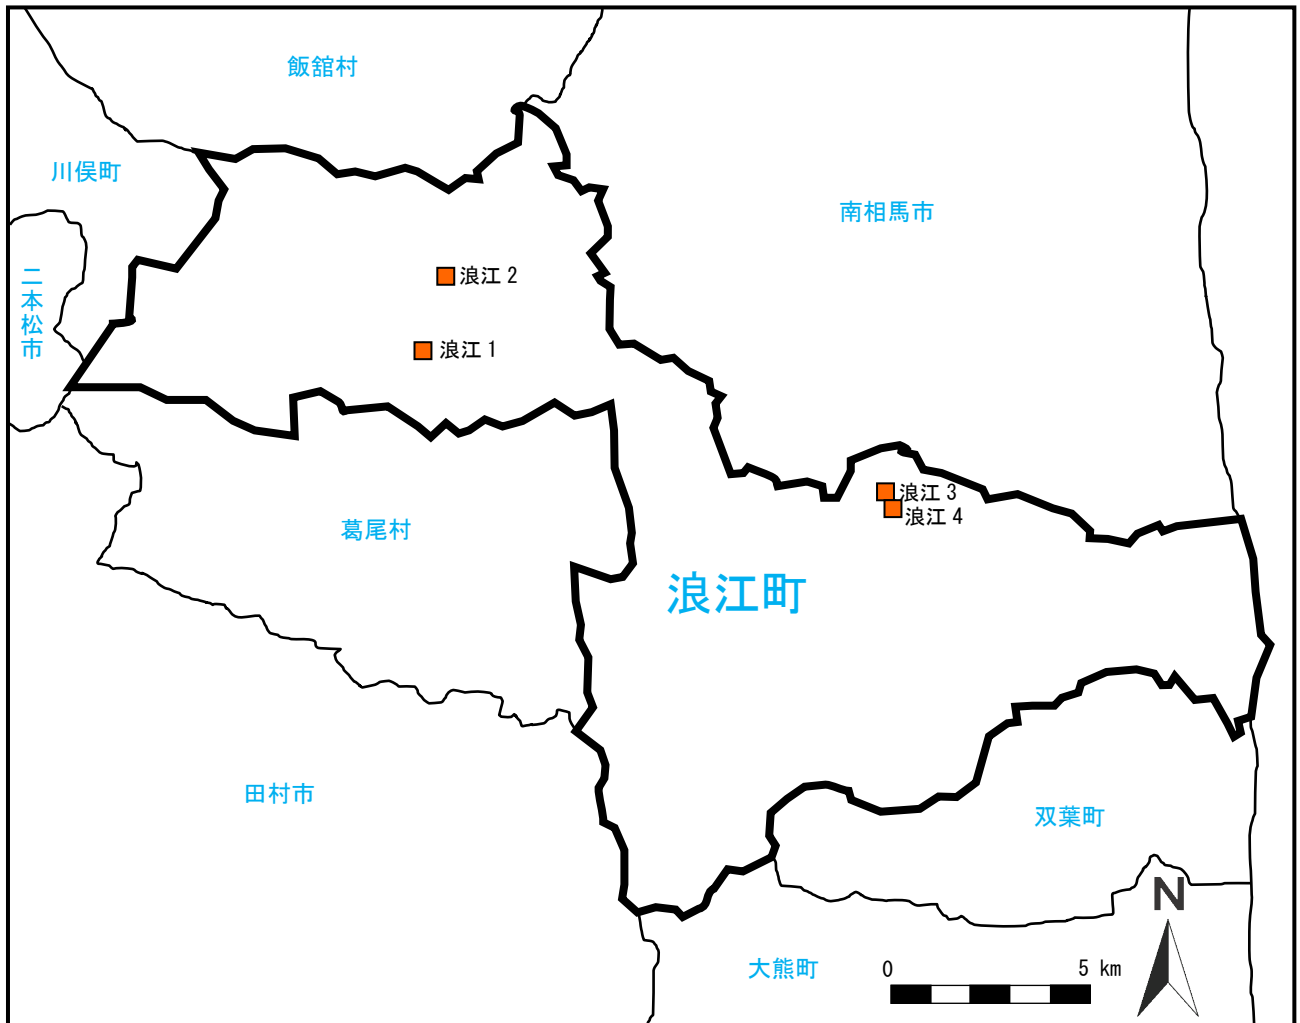 飯舘村
川俣町
南相馬市
二本松市
浪江 2
浪江 1
浪江 3
浪江 4
葛尾村
浪江町
田村市
双葉町
N
大熊町
0 5 km